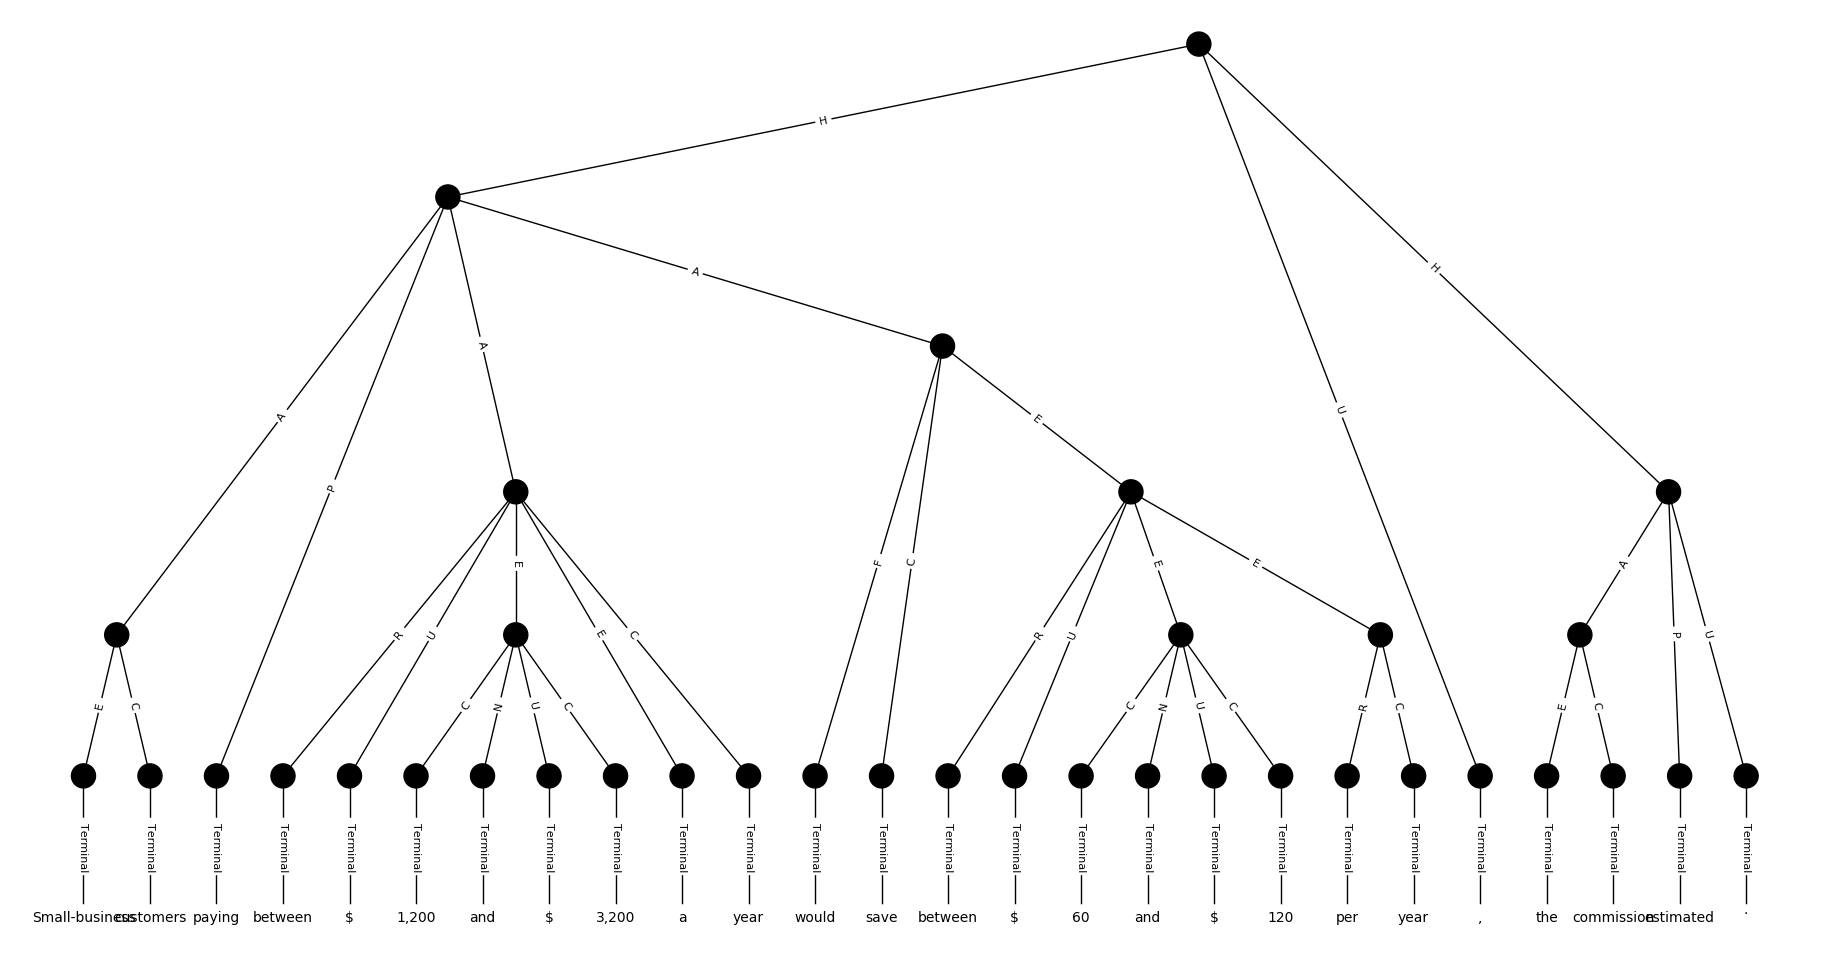 H
H
A
A
A
U
A
P
E
F
C
E
E
E
A
R
U
E
C
R
U
P
U
E
C
C
N
U
C
C
N
U
C
R
C
E
C
Terminal Terminal Terminal Terminal Terminal Terminal Terminal Terminal Terminal Terminal Terminal Terminal Terminal Terminal Terminal Terminal Terminal Terminal Terminal Terminal Terminal Terminal Terminal Terminal Terminal Terminal
Small-business customers paying between $ 1,200 and $ 3,200 a year would save between $ 60 and $ 120 per year , the commission estimated .